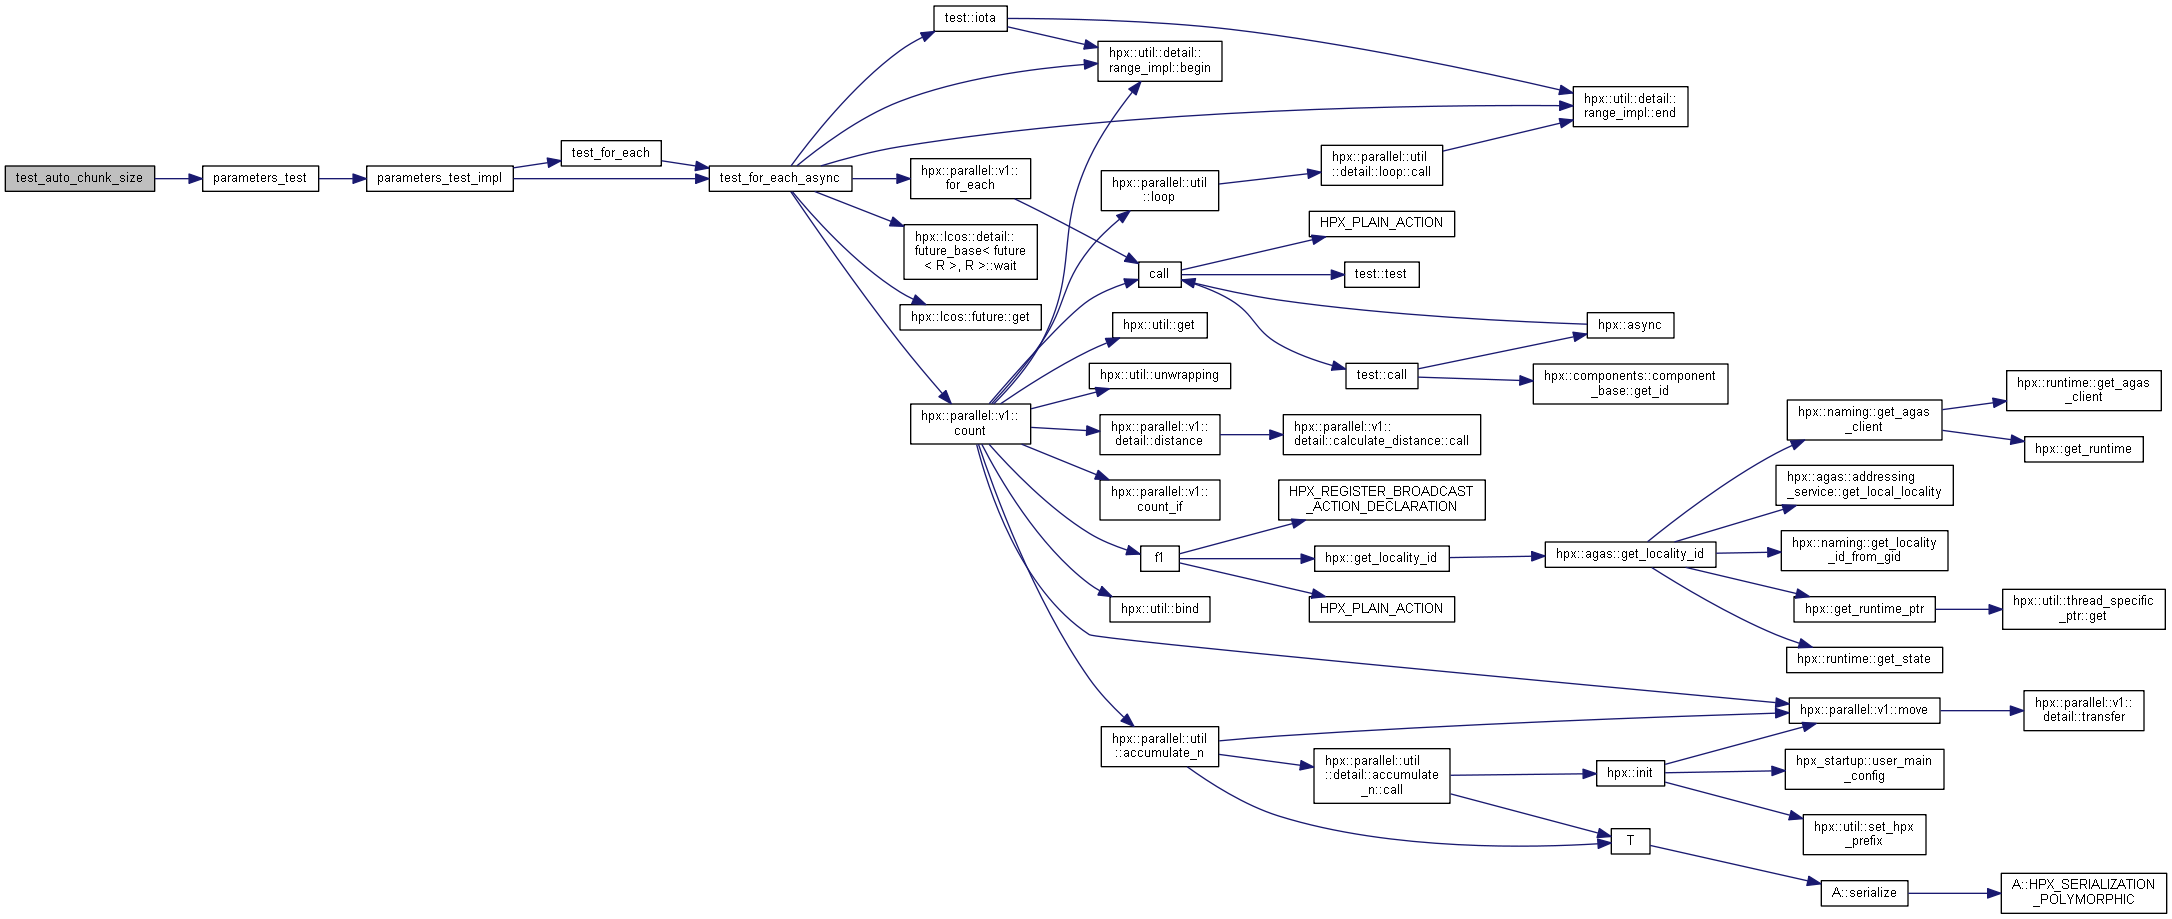 test_auto_chunk_size
parameters_test
parameters_test_impl
test_for_each
test_for_each_async
test::iota
hpx::util::detail::
range_impl::begin
hpx::util::detail::
range_impl::end
hpx::parallel::v1::
for_each
hpx::lcos::detail::
future_base< future
< R >, R >::wait
hpx::lcos::future::get
hpx::parallel::v1::
count
hpx::parallel::util
::loop
hpx::parallel::util
::detail::loop::call
call
HPX_PLAIN_ACTION
test::test
hpx::async
test::call
hpx::components::component
_base::get_id
hpx::util::get
hpx::util::unwrapping
hpx::parallel::v1::
detail::distance
hpx::parallel::v1::
detail::calculate_distance::call
hpx::parallel::v1::
count_if
f1
HPX_REGISTER_BROADCAST
_ACTION_DECLARATION
hpx::get_locality_id
HPX_PLAIN_ACTION
hpx::agas::get_locality_id
hpx::naming::get_agas
_client
hpx::runtime::get_agas
_client
hpx::get_runtime
hpx::agas::addressing
_service::get_local_locality
hpx::naming::get_locality
_id_from_gid
hpx::get_runtime_ptr
hpx::util::thread_specific
_ptr::get
hpx::runtime::get_state
hpx::util::bind
hpx::parallel::util
::accumulate_n
hpx::parallel::util
::detail::accumulate
_n::call
hpx::init
T
hpx::parallel::v1::move
hpx::parallel::v1::
detail::transfer
hpx_startup::user_main
_config
hpx::util::set_hpx
_prefix
A::serialize
A::HPX_SERIALIZATION
_POLYMORPHIC